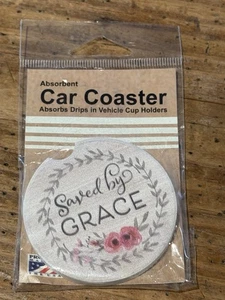 Absorbent
Car Coaster
Absorbs Drips in Vehicle Cup Holders
Saved by
GRACE